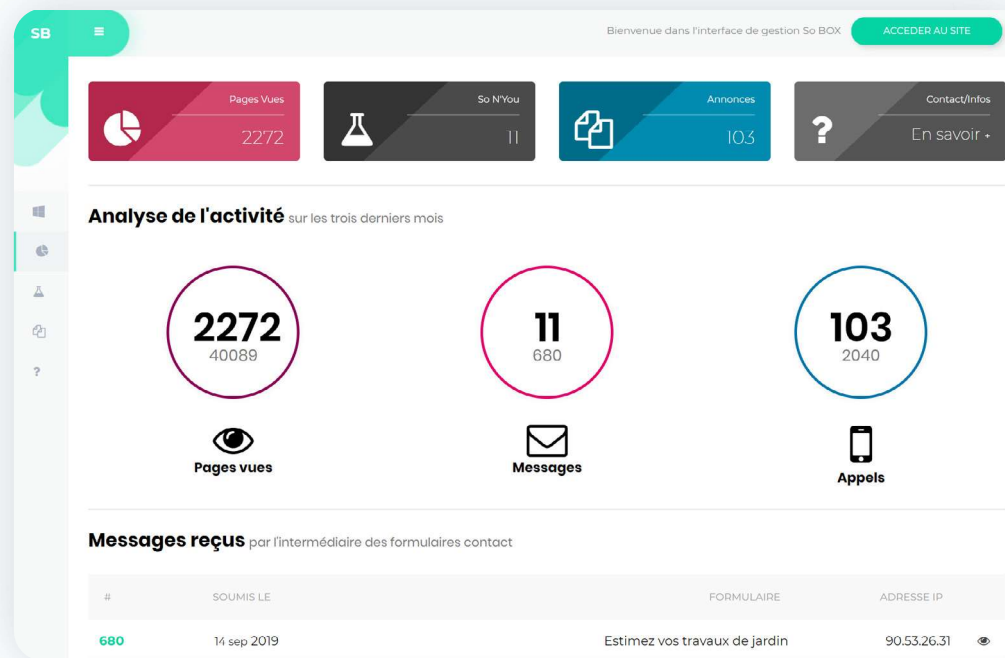 SB
Bienvenue dans l'interface de gestion So BOX
ACCEDER AU SITE
Pages Vues
2272
So N'You
11
Annonces
103
Contact/Infos
?
En savoir +
Analyse de l'activité sur les trois derniers mois
2272
40089
11
680
103
2040
?
Pages vues
Messages
Appels
Messages reçus par l'intermédiaire des formulaires contact
# SOUMIS LE FORMULAIRE ADRESSE IP
680 14 sep 2019 Estimez vos travaux de jardin 90.53.26.31